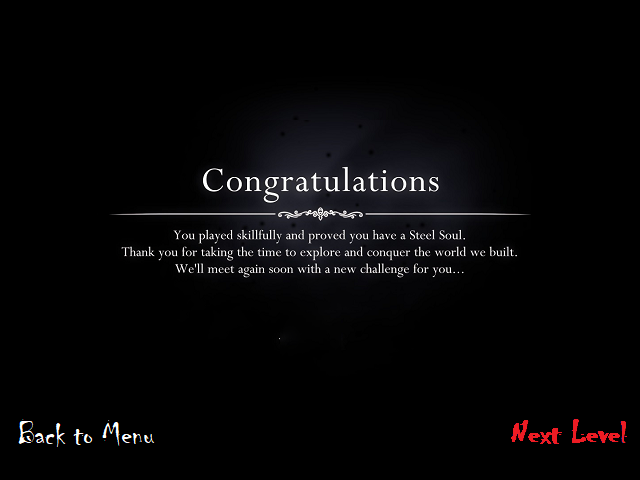 Congratulations
You played skillfully and proved you have a Steel Soul.
Thank you for taking the time to explore and conquer the world we built.
We'll meet again soon with a new challenge for you...
Back to Menu
Next Level